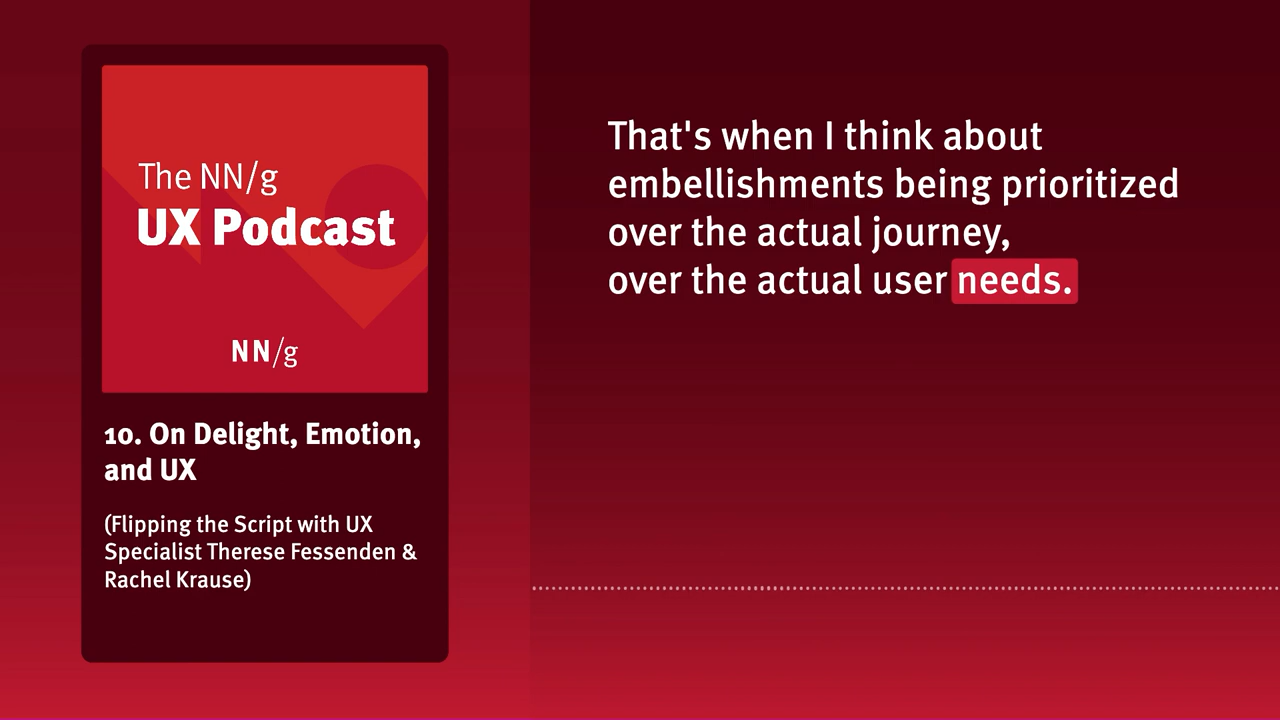 The NN/g
UX Podcast
NN/g
10. On Delight, Emotion,
and UX
(Flipping the Script with UX
Specialist Therese Fessenden &
Rachel Krause)
That's when I think about
embellishments being prioritized
over the actual journey,
over the actual user needs.